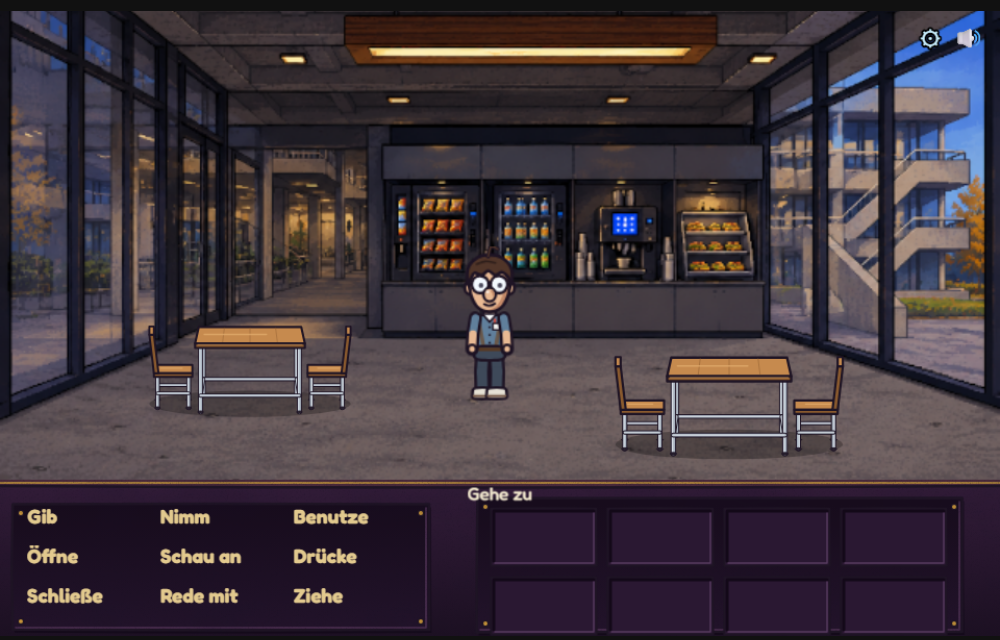 Gehe zu
Gib Nimm Benutze
Öffne Schau an Drücke
Schließe Rede mit Ziehe